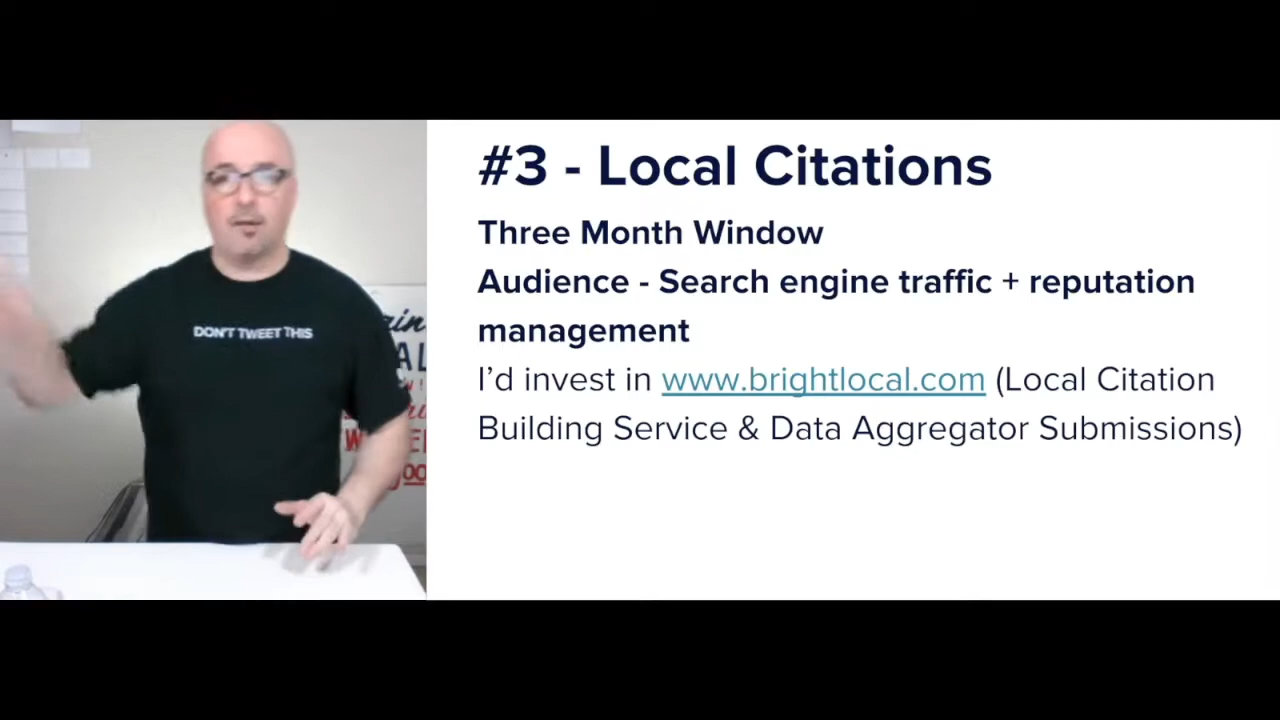 #3 - Local Citations
Three Month Window
Audience - Search engine traffic + reputation
management
I’d invest in www.brightlocal.com (Local Citation
Building Service & Data Aggregator Submissions)
DON'T TWEET THIS